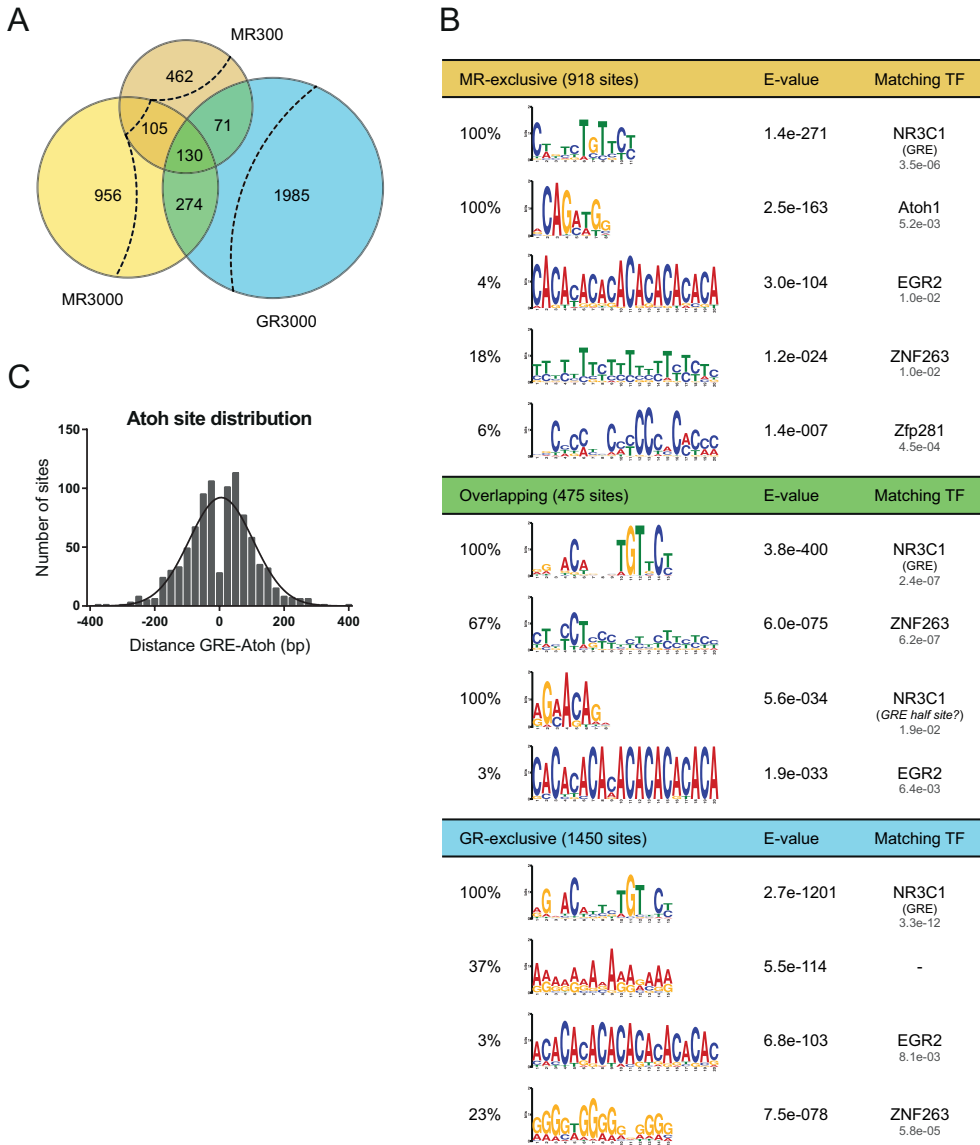 A
MR300
462
105
71
130
956
274
1985
MR3000
GR3000
B
MR-exclusive (918 sites) E-value Matching TF
100% 1.4e-271 NR3C1
(GRE)
3.5e-06
100% 2.5e-163 Atoh1
5.2e-03
4% 3.0e-104 EGR2
1.0e-02
18% 1.2e-024 ZNF263
1.0e-02
6% 1.4e-007 Zfp281
4.5e-04
Overlapping (475 sites) E-value Matching TF
100% 3.8e-400 NR3C1
(GRE)
2.4e-07
67% 6.0e-075 ZNF263
6.2e-07
100% 5.6e-034 NR3C1
(GRE half site?)
1.9e-02
3% 1.9e-033 EGR2
6.4e-03
GR-exclusive (1450 sites) E-value Matching TF
100% 2.7e-1201 NR3C1
(GRE)
3.3e-12
37% 5.5e-114 -
3% 6.8e-103 EGR2
8.1e-03
23% 7.5e-078 ZNF263
5.8e-05
C
Atoh site distribution
Number of sites
150
100
50
0
-400 -200 0 200 400
Distance GRE-Atoh (bp)